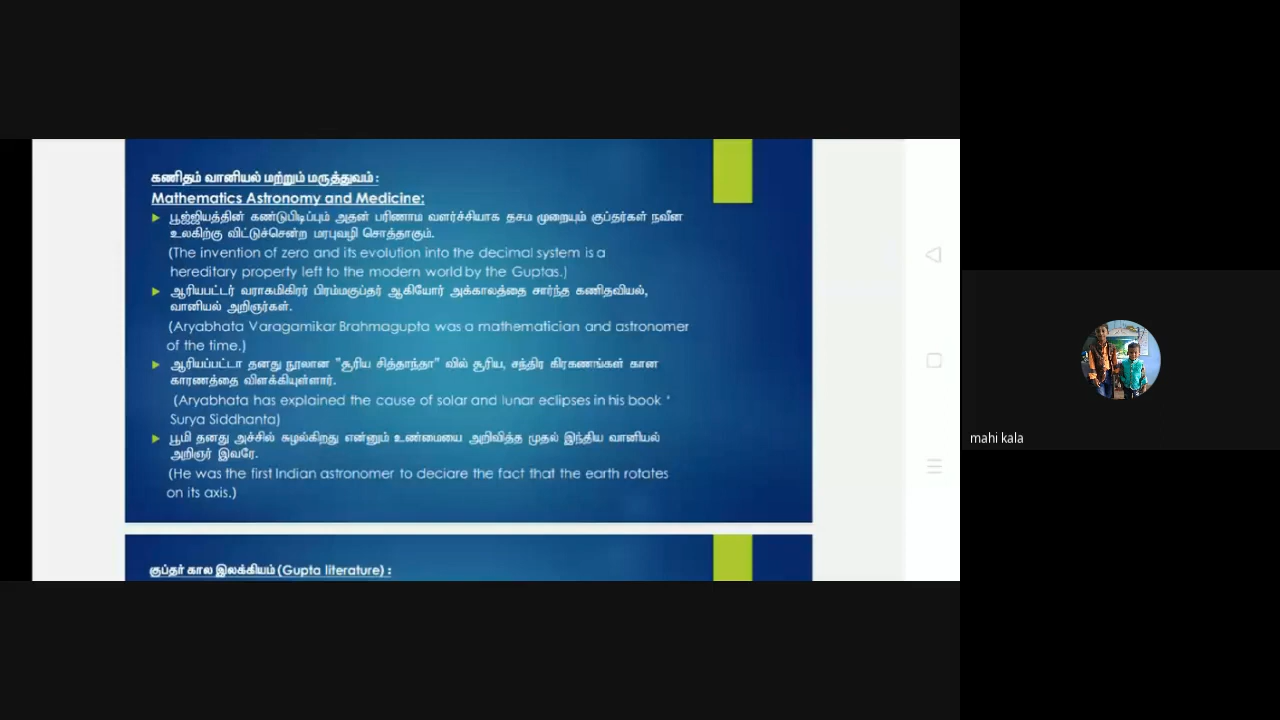 கணிதம் வானியல் மற்றும் மருத்துவம் :
Mathematics Astronomy and Medicine:
பூஜ்ஜியத்தின் கண்டுபிடிப்பும் அதன் பரிணாம வளர்ச்சியாக தசம முறையும் குப்தர்கள் நவீன
உலகிற்கு விட்டுச்சென்ற மரபுவழி சொத்தாகும்.
(The invention of zero and its evolution into the decimal system is a
hereditary property left to the modern world by the Guptas.)
ஆரியபட்டர் வராகமிகிரர் பிரம்மகுப்தர் ஆகியோர் அக்காலத்தை சார்ந்த கணிதவியல்,
வானியல் அறிஞர்கள்.
(Aryabhata Varagamikar Brahmagupta was a mathematician and astronomer
of the time.)
ஆரியப்பட்டா தனது நூலான "சூரிய சித்தாந்தா" வில் சூரிய, சந்திர கிரகணங்கள் கான
காரணத்தை விளக்கியுள்ளார்.
(Aryabhata has explained the cause of solar and lunar eclipses in his book '
Surya Siddhanta)
பூமி தனது அச்சில் சுழல்கிறது என்னும் உண்மையை அறிவித்த முதல் இந்திய வானியல்
அறிஞர் இவரே.
(He was the first Indian astronomer to declare the fact that the earth rotates
on its axis.)
குப்தர் கால இலக்கியம் (Gupta literature) :
mahi kala